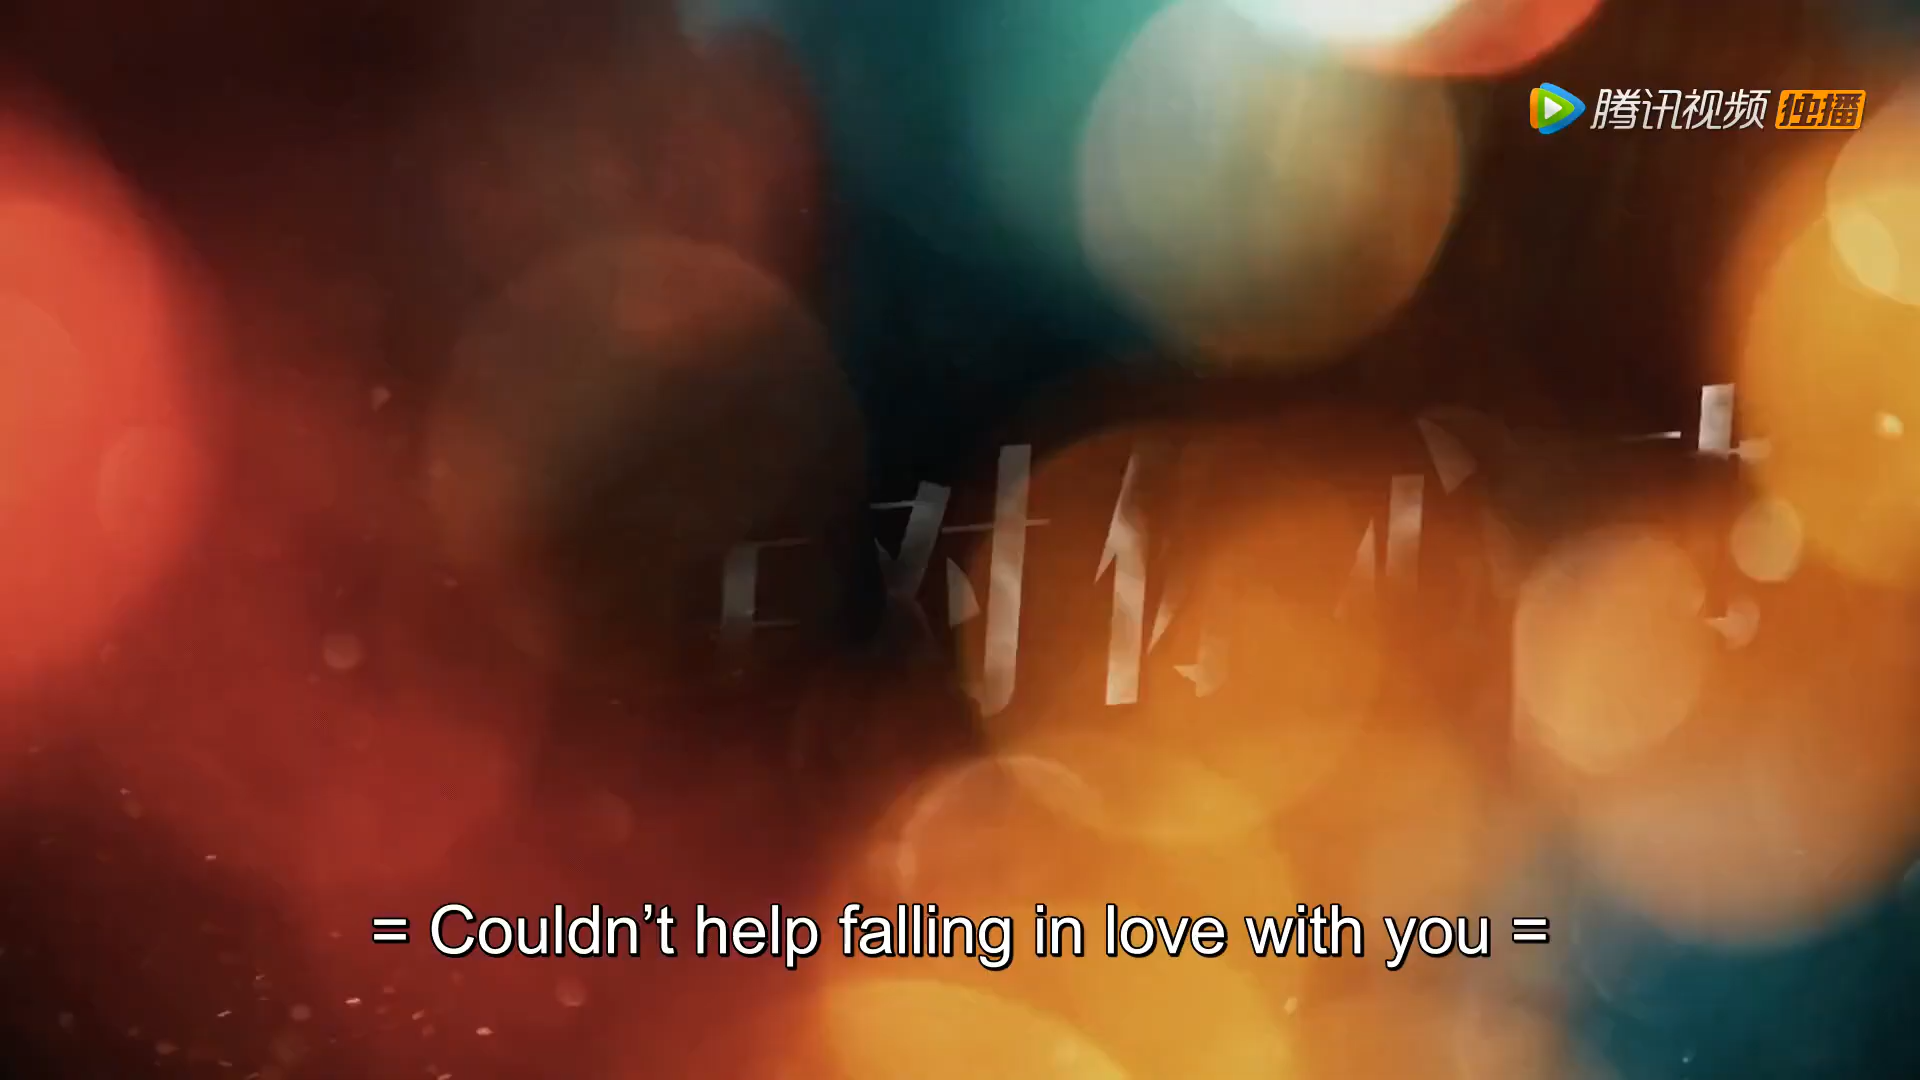 腾讯视频 独播
= Couldn’t help falling in love with you =